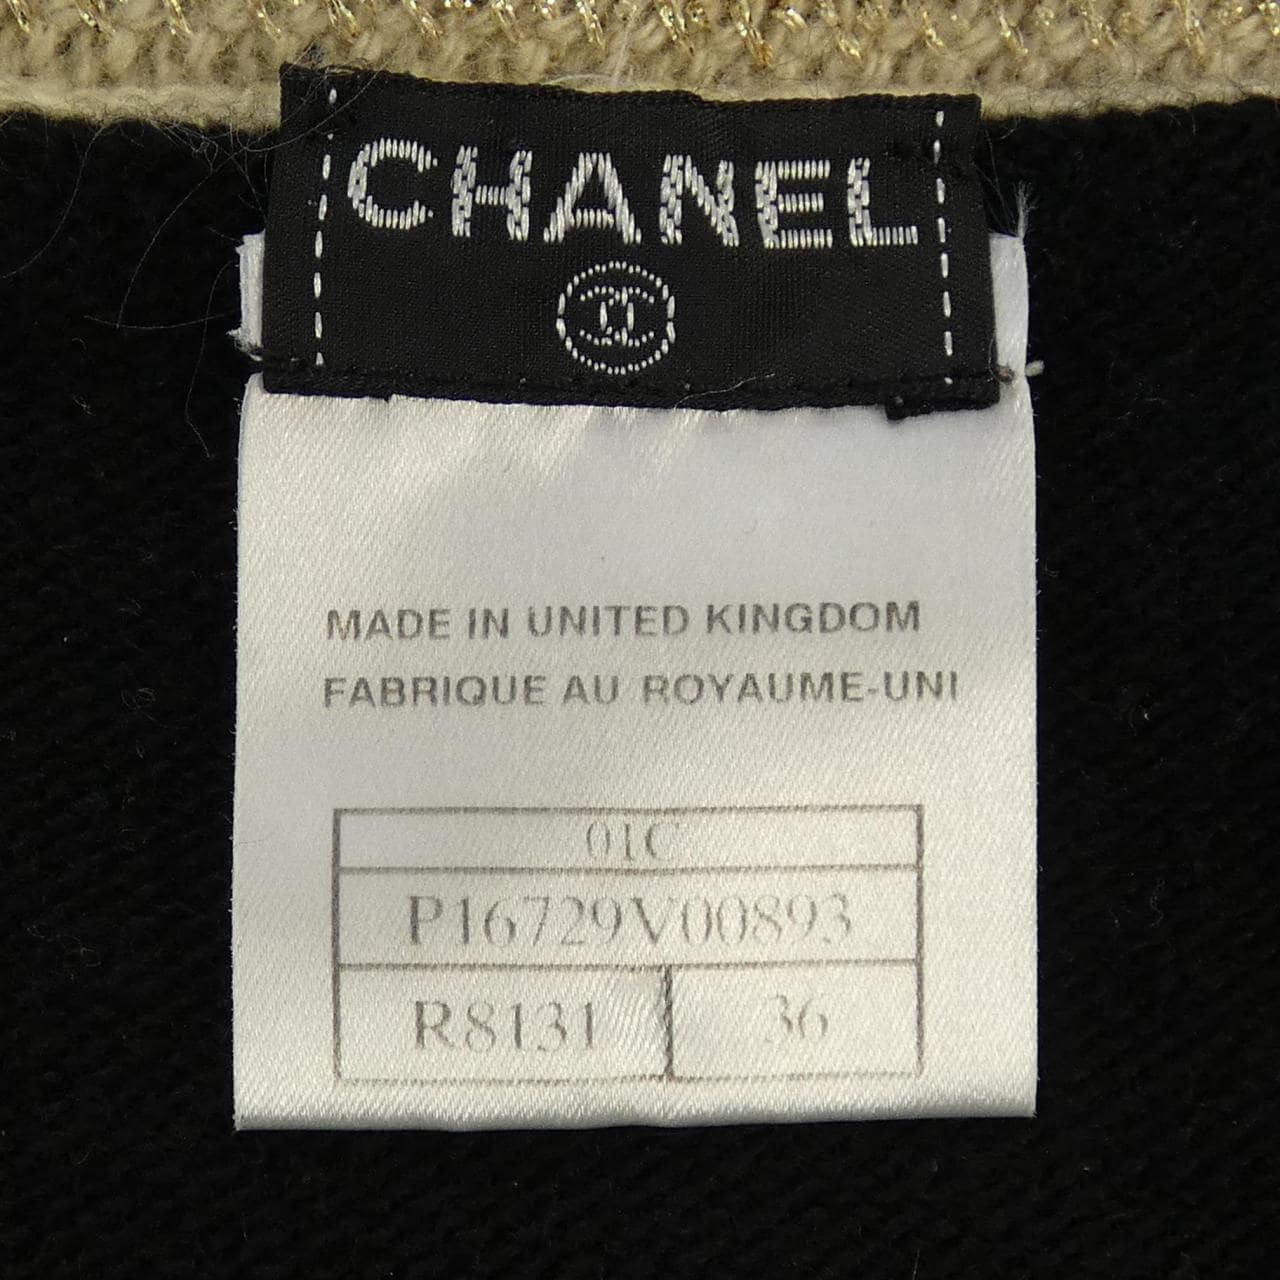 CHANEL
MADE IN UNITED KINGDOM
FABRIQUE AU ROYAUME-UNI
01C
P16729V00893
R8131 36